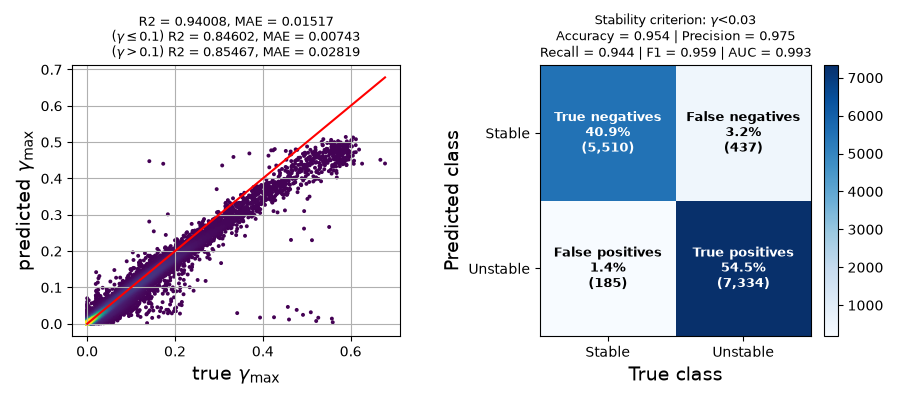 R2 = 0.94008, MAE = 0.01517
(γ ≤ 0.1) R2 = 0.84602, MAE = 0.00743
(γ > 0.1) R2 = 0.85467, MAE = 0.02819
0.7
0.6
0.5
0.4
0.3
0.2
0.1
0.0
predicted γmax
0.0 0.2 0.4 0.6
true γmax
Stability criterion: γ<0.03
Accuracy = 0.954 | Precision = 0.975
Recall = 0.944 | F1 = 0.959 | AUC = 0.993
Predicted class
Stable
Unstable
True negatives
40.9%
(5,510)
False negatives
3.2%
(437)
False positives
1.4%
(185)
True positives
54.5%
(7,334)
Stable Unstable
True class
7000
6000
5000
4000
3000
2000
1000